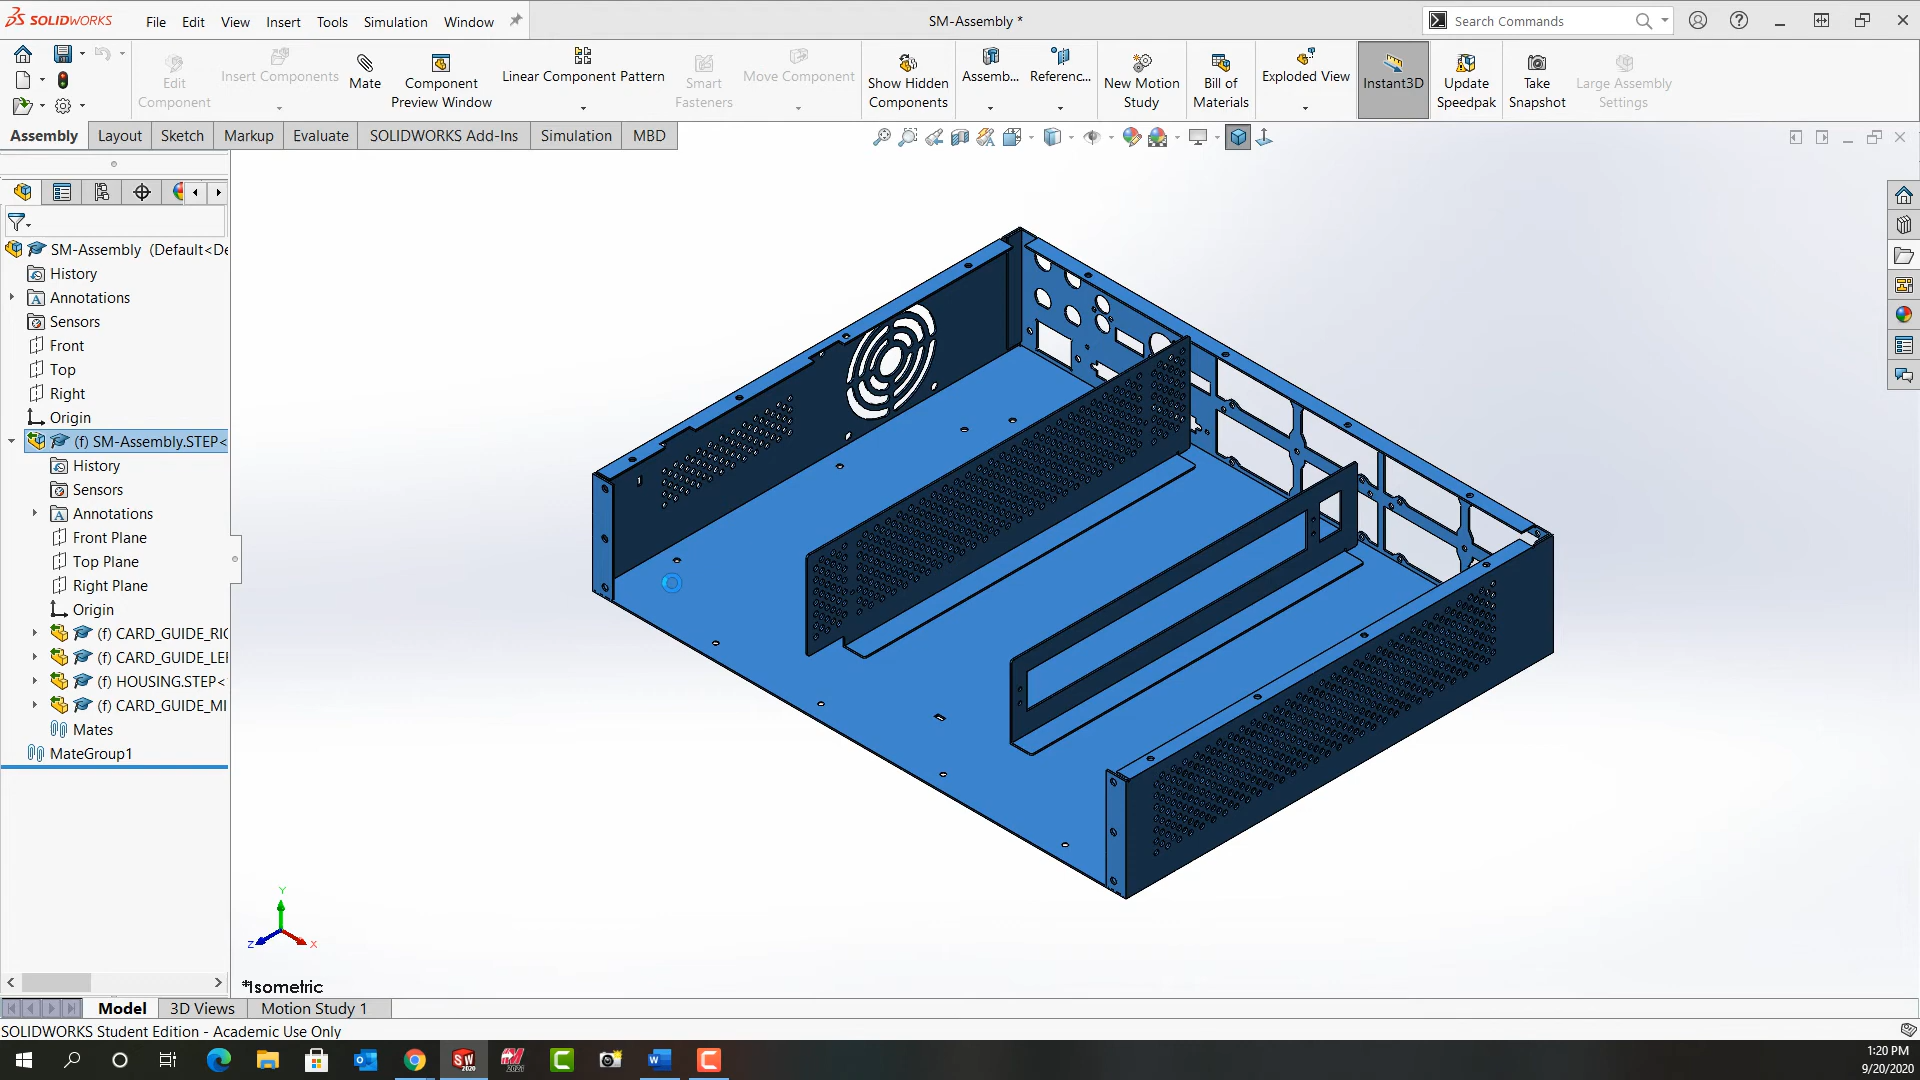 SOLIDWORKS
File Edit View Insert Tools Simulation Window
SM-Assembly *
Search Commands
Edit Component
Insert Components
Mate
Component Preview Window
Linear Component Pattern
Smart Fasteners
Move Component
Show Hidden Components
Assemb...
Referenc...
New Motion Study
Bill of Materials
Exploded View
Instant3D
Update Speedpak
Take Snapshot
Large Assembly Settings
Assembly Layout Sketch Markup Evaluate SOLIDWORKS Add-Ins Simulation MBD
SM-Assembly (Default<De
History
Annotations
Sensors
Front
Top
Right
Origin
(f) SM-Assembly.STEP<
History
Sensors
Annotations
Front Plane
Top Plane
Right Plane
Origin
(f) CARD_GUIDE_RIG
(f) CARD_GUIDE_LEF
(f) HOUSING.STEP<
(f) CARD_GUIDE_MI
Mates
MateGroup1
Y
Z
X
*Isometric
Model 3D Views Motion Study 1
SOLIDWORKS Student Edition - Academic Use Only
1:20 PM
9/20/2020